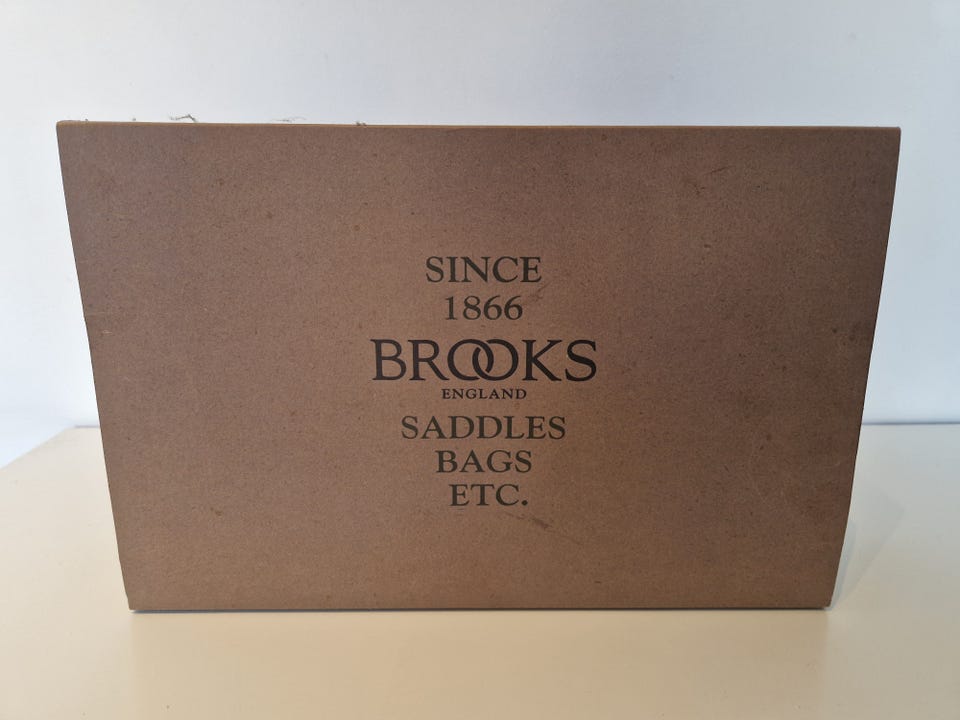 SINCE
1866
BROOKS
ENGLAND
SADDLES
BAGS
ETC.